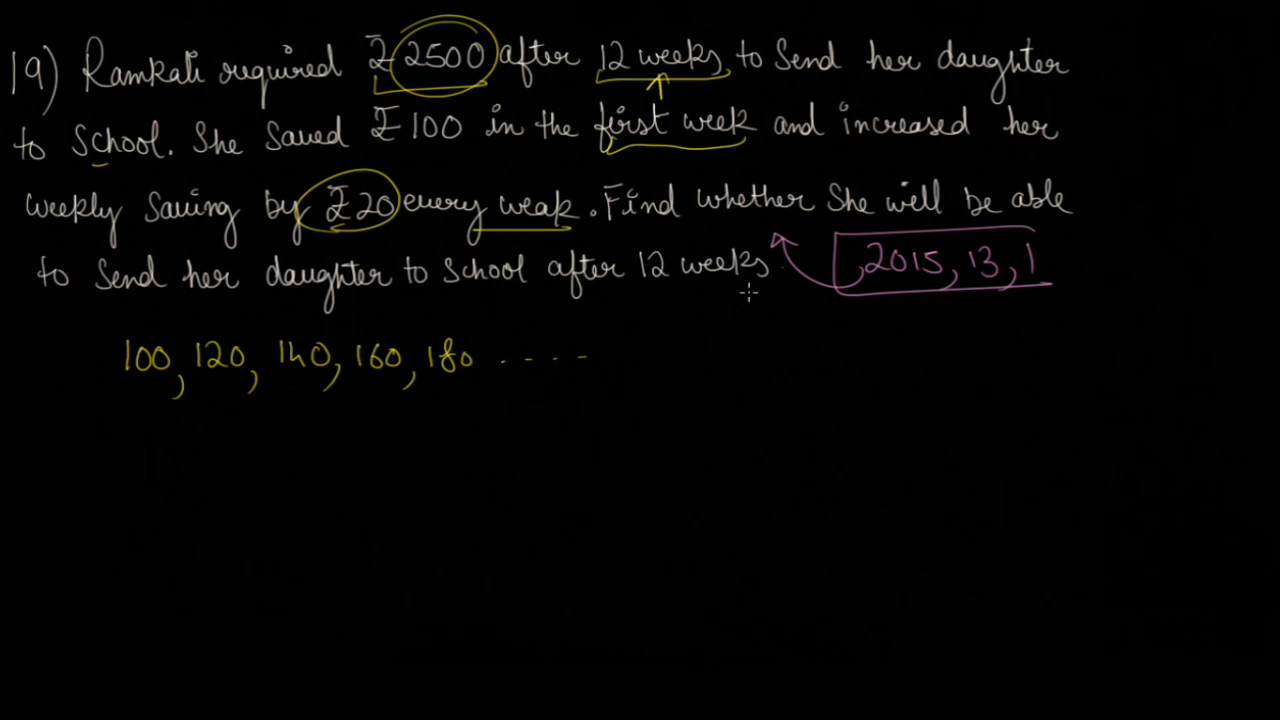 19) Ramkali required ₹ 2500 after 12 weeks to Send her daughter
to School. She Saved ₹ 100 in the first week and increased her
weekly Saving by ₹ 20 every weak. Find whether She will be able
to Send her daughter to School after 12 weeks.
, 2015, 13, 1
100, 120, 140, 160, 180 ........